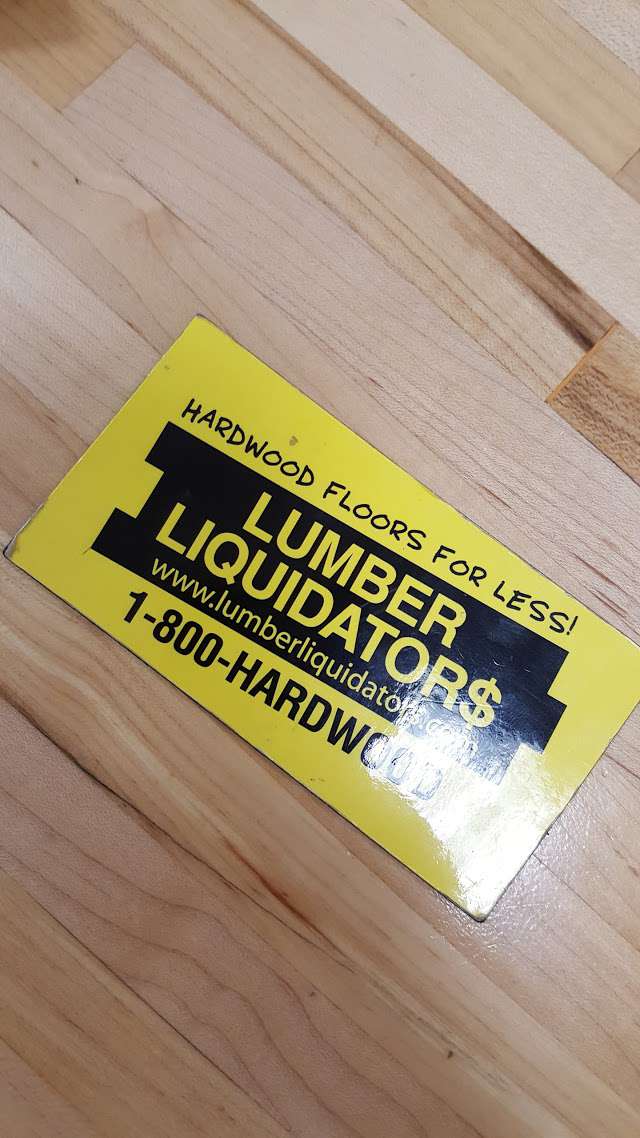 HARDWOOD FLOORS FOR LESS!
LUMBER
LIQUIDATOR$
www.lumberliquidators.com
1-800-HARDWOOD